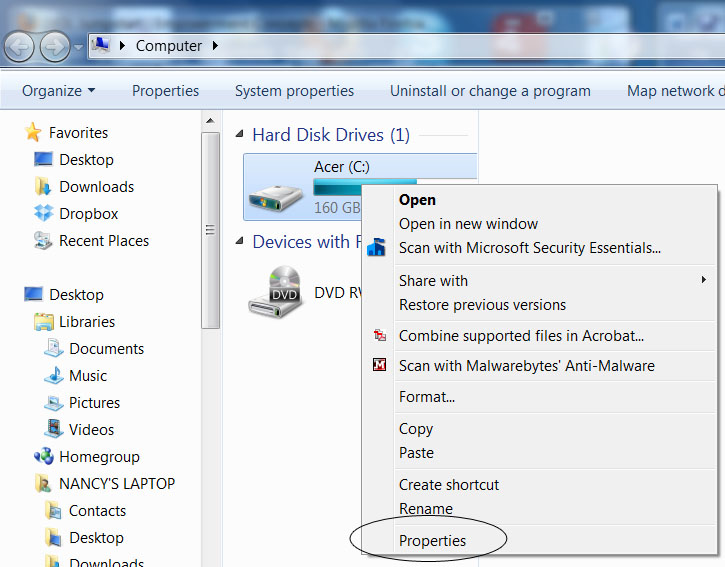 Computer
Organize Properties System properties Uninstall or change a program Map network d
Favorites
Desktop
Downloads
Dropbox
Recent Places
Desktop
Libraries
Documents
Music
Pictures
Videos
Homegroup
NANCY'S LAPTOP
Contacts
Desktop
Downloads
Hard Disk Drives (1)
Acer (C:)
160 GB
Devices with
DVD
DVD RW
Open
Open in new window
Scan with Microsoft Security Essentials...
Share with
Restore previous versions
Combine supported files in Acrobat...
Scan with Malwarebytes' Anti-Malware
Format...
Copy
Paste
Create shortcut
Rename
Properties